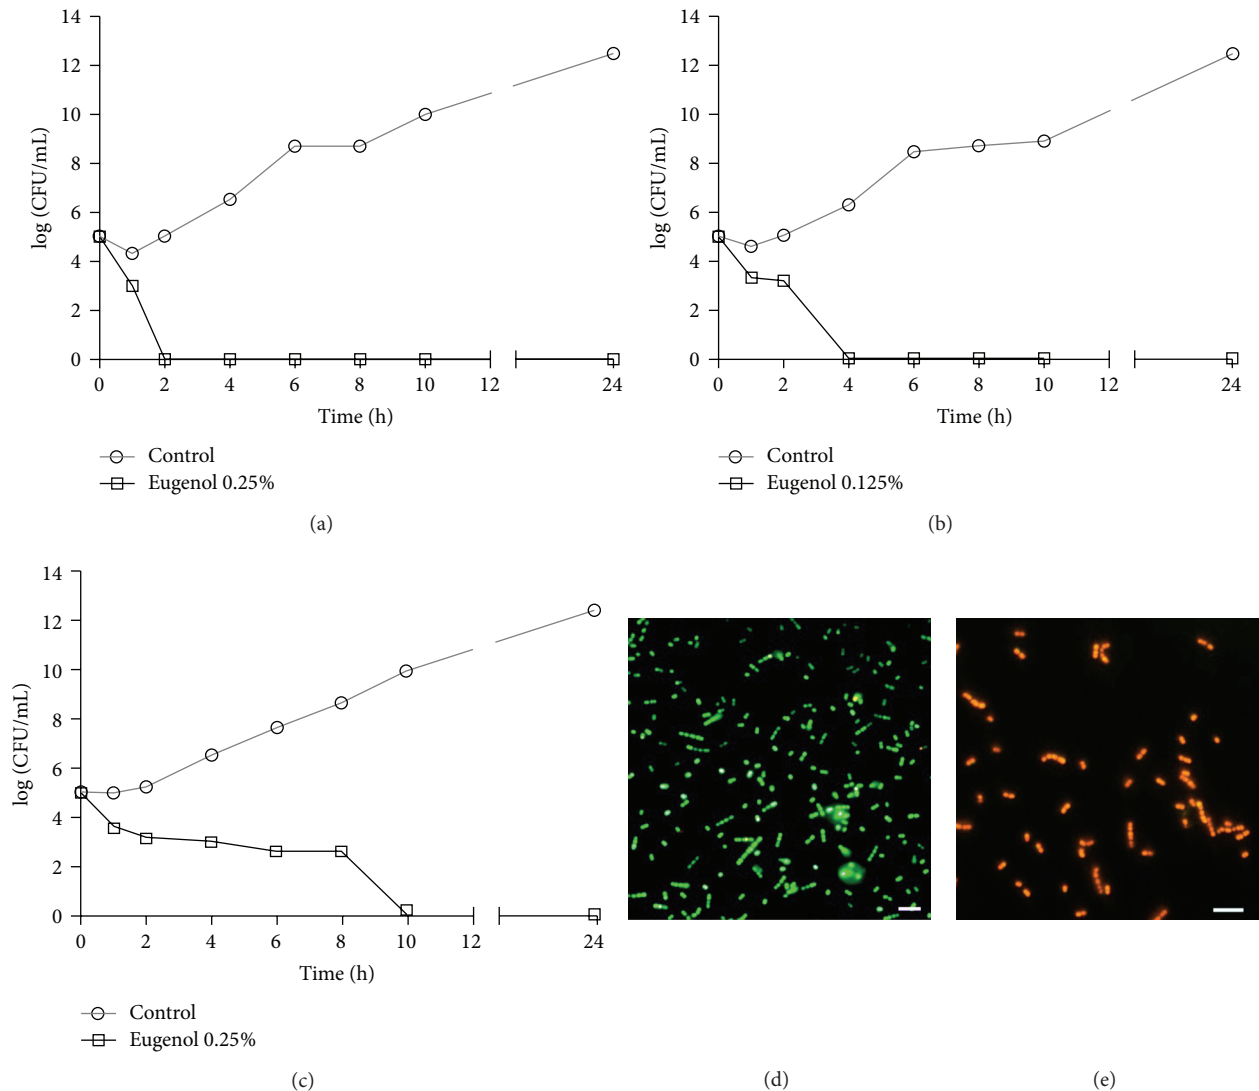 14
12
10
8
6
4
2
0
log (CFU/mL)
0 2 4 6 8 10 12 24
Time (h)
Control
Eugenol 0.25%
(a)
14
12
10
8
6
4
2
0
log (CFU/mL)
0 2 4 6 8 10 12 24
Time (h)
Control
Eugenol 0.125%
(b)
14
12
10
8
6
4
2
0
log (CFU/mL)
0 2 4 6 8 10 12 24
Time (h)
Control
Eugenol 0.25%
(c)
(d)
(e)